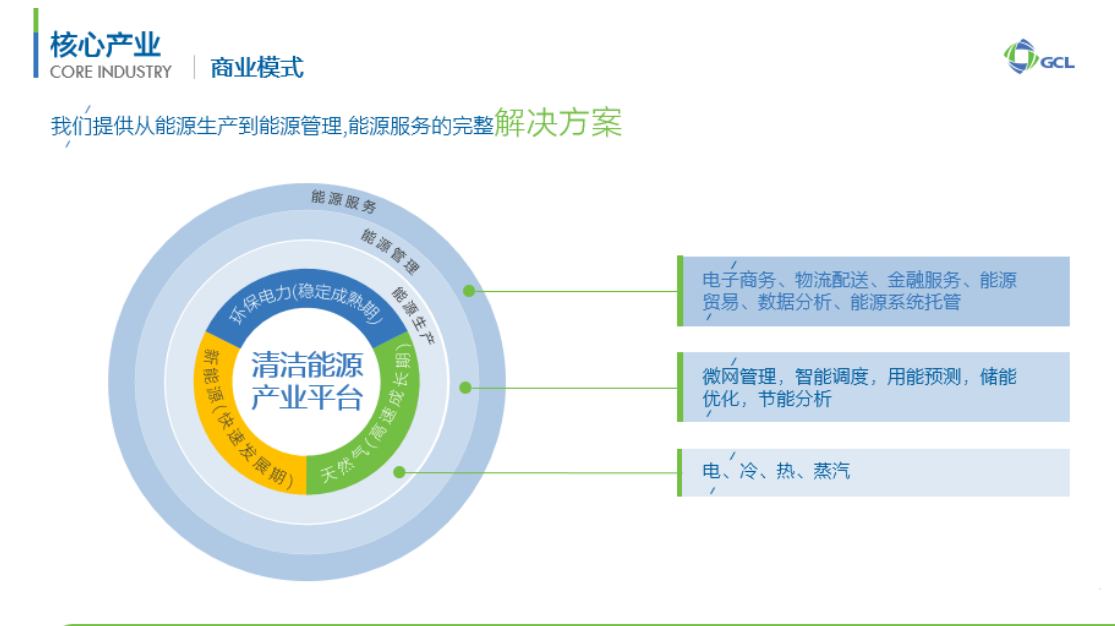 核心产业
CORE INDUSTRY
商业模式
GCL
我们提供从能源生产到能源管理,能源服务的完整解决方案
能源服务
能源管理
能源生产
环保电力(稳定成熟期)
新能源(快速发展期)
天然气(高速成长期)
清洁能源
产业平台
电子商务、物流配送、金融服务、能源
贸易、数据分析、能源系统托管
微网管理，智能调度，用能预测，储能
优化，节能分析
电、冷、热、蒸汽